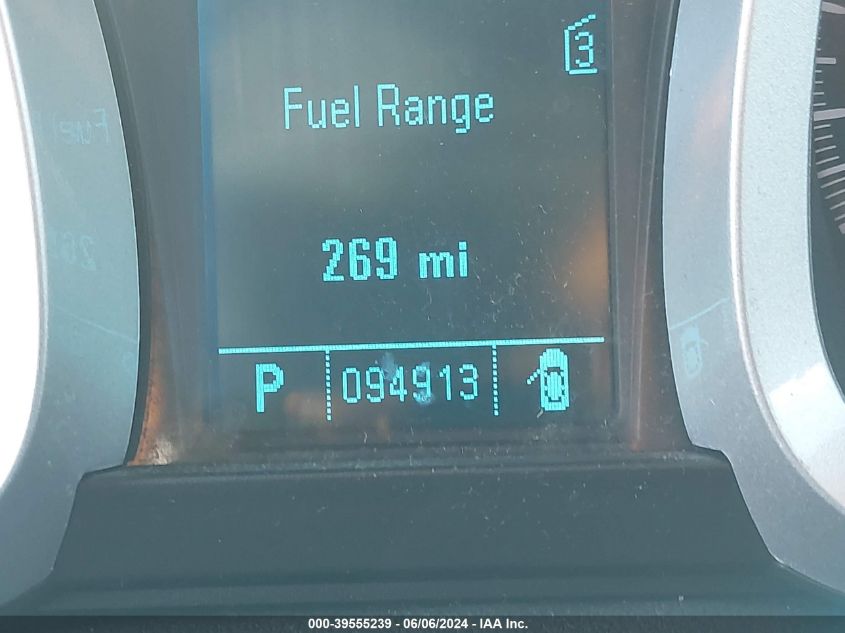 3
Fuel Range
269 mi
P 094913
000-39555239 - 06/06/2024 - IAA Inc.